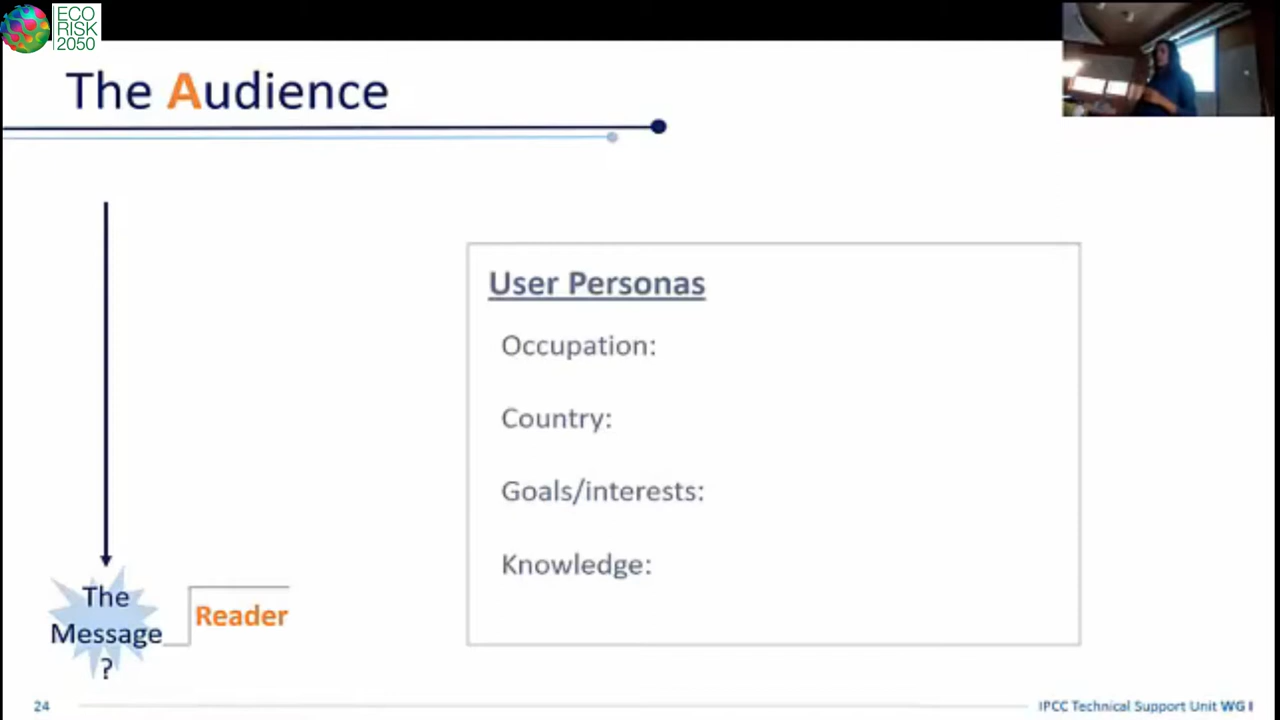 ECO
RISK
2050
The Audience
User Personas
Occupation:
Country:
Goals/interests:
Knowledge:
The
Message
?
Reader
24
IPCC Technical Support Unit WG I